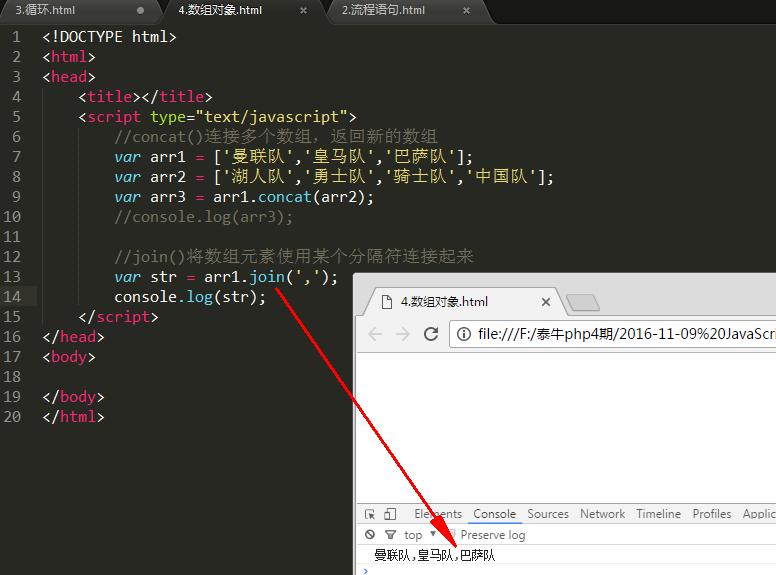 3.循环.html
4.数组对象.html ×
2.流程语句.html ×
1 <!DOCTYPE html>
2 <html>
3 <head>
4 <title></title>
5 <script type="text/javascript">
6 //concat()连接多个数组，返回新的数组
7 var arr1 = ['曼联队','皇马队','巴萨队'];
8 var arr2 = ['湖人队','勇士队','骑士队','中国队'];
9 var arr3 = arr1.concat(arr2);
10 //console.log(arr3);
11
12 //join()将数组元素使用某个分隔符连接起来
13 var str = arr1.join(',');
14 console.log(str);
15 </script>
16 </head>
17 <body>
18
19 </body>
20 </html>
4.数组对象.html ×
file:///F:/泰牛php4期/2016-11-09%20JavaScri
Elements Console Sources Network Timeline Profiles Applic
top ▼ Preserve log
曼联队,皇马队,巴萨队
>